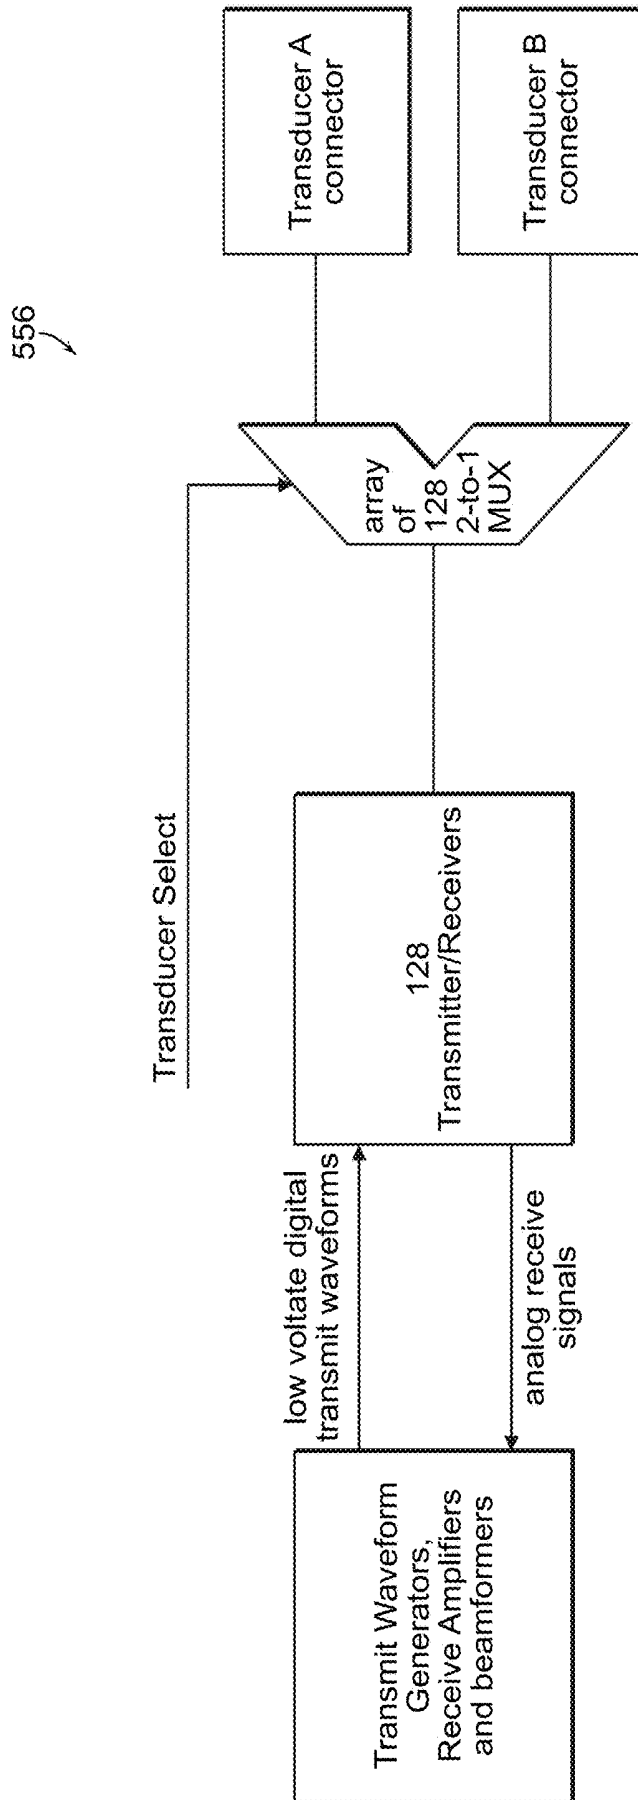 556
Transducer Select
Transmit Waveform
Generators,
Receive Amplifiers
and beamformers
low voltate digital
transmit waveforms
analog receive
signals
128
Transmitter/Receivers
array
of
128
2-to-1
MUX
Transducer A
connector
Transducer B
connector